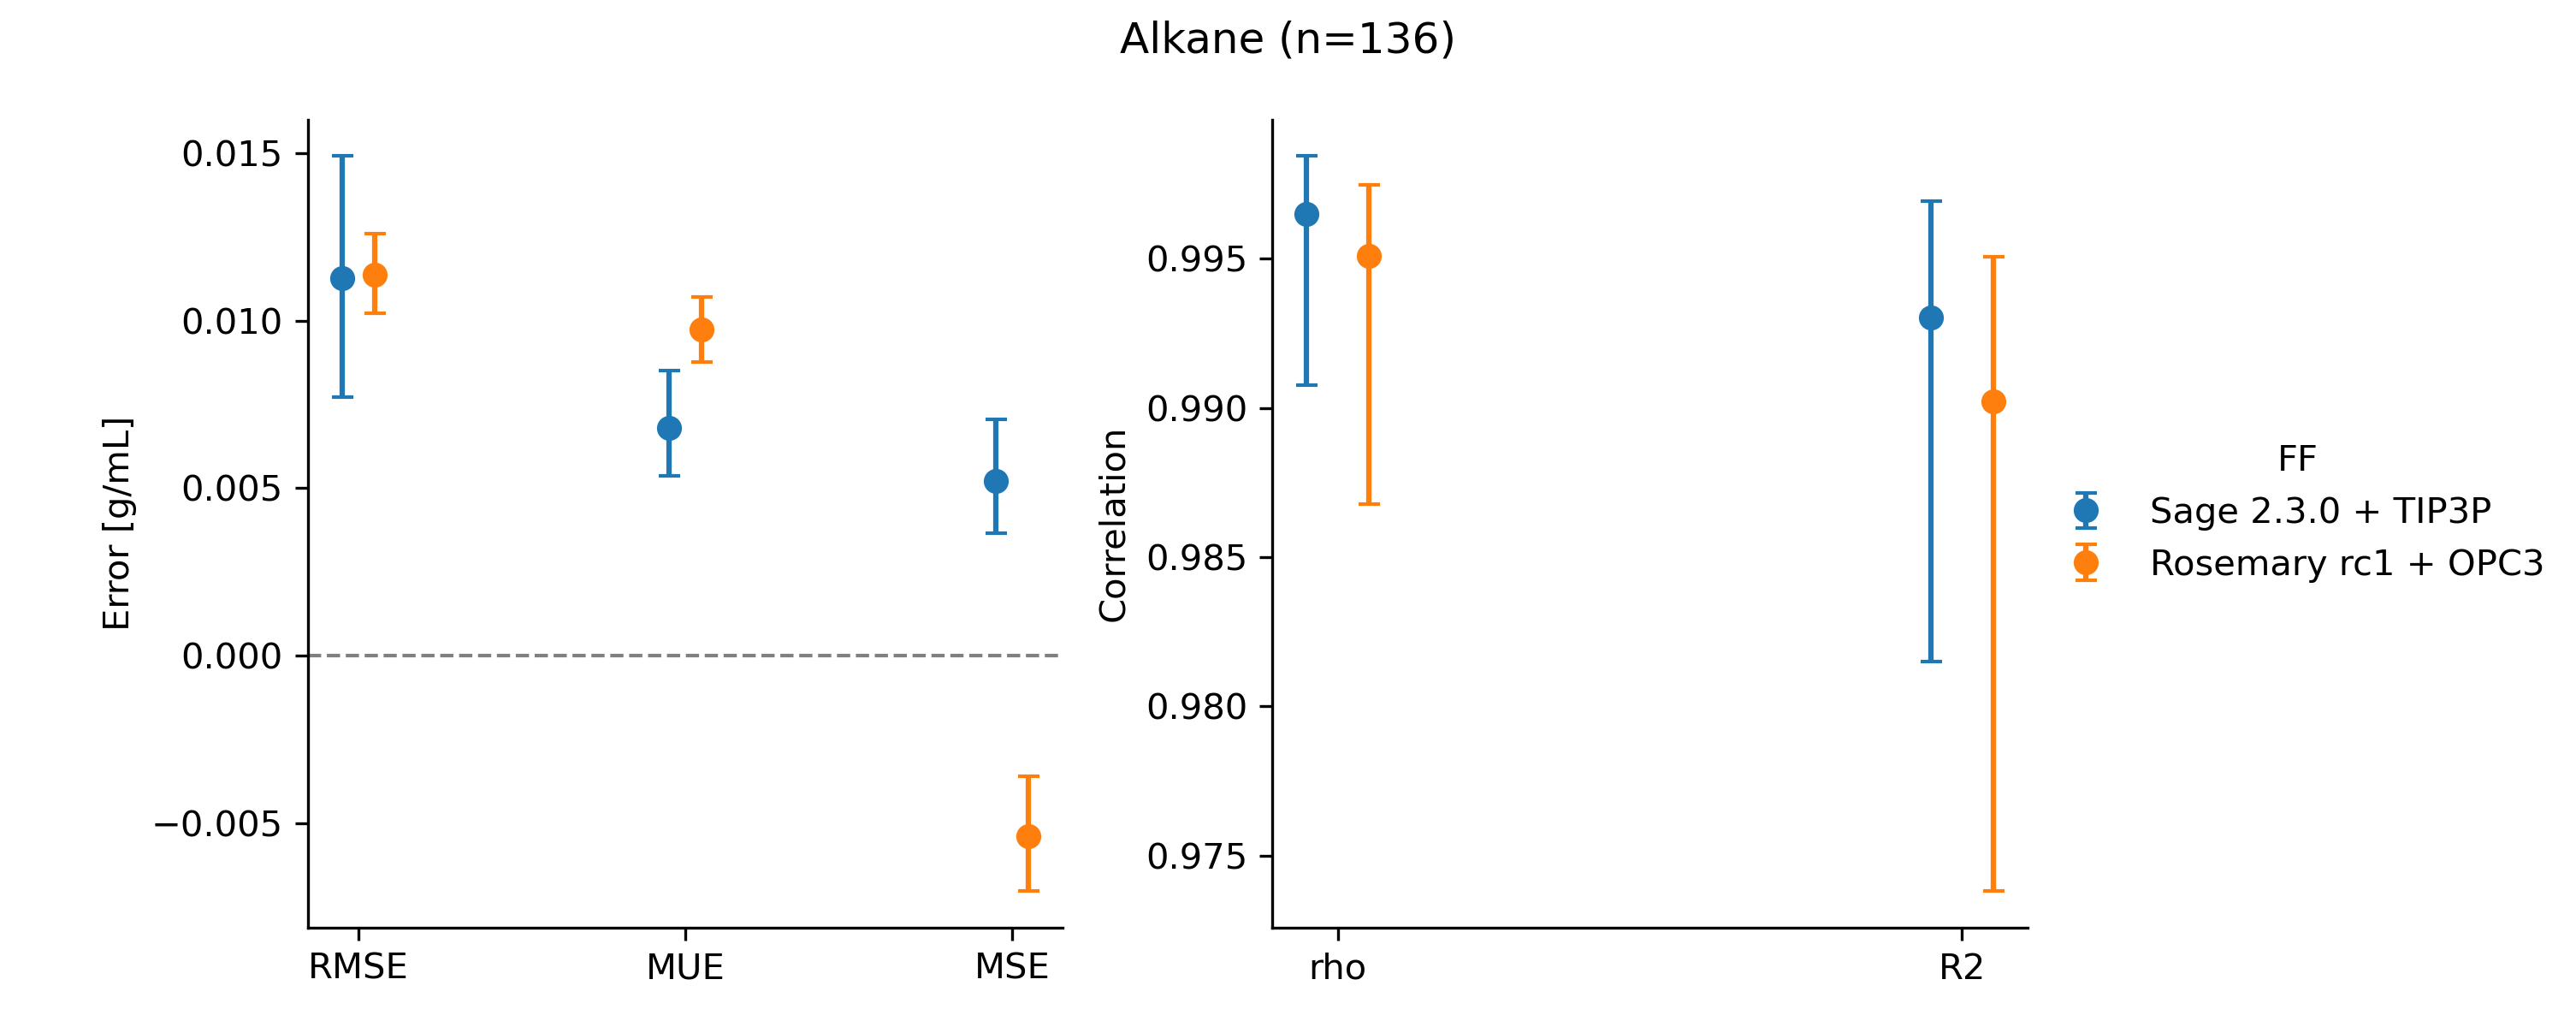 Alkane (n=136)
Error [g/mL]
0.015
0.010
0.005
0.000
−0.005
RMSE
MUE
MSE
Correlation
0.995
0.990
0.985
0.980
0.975
rho
R2
FF
Sage 2.3.0 + TIP3P
Rosemary rc1 + OPC3